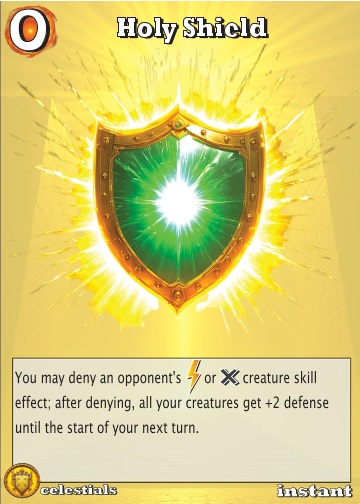 0 Holy Shield
You may deny an opponent's or creature skill
effect; after denying, all your creatures get +2 defense
until the start of your next turn.
celestials instant